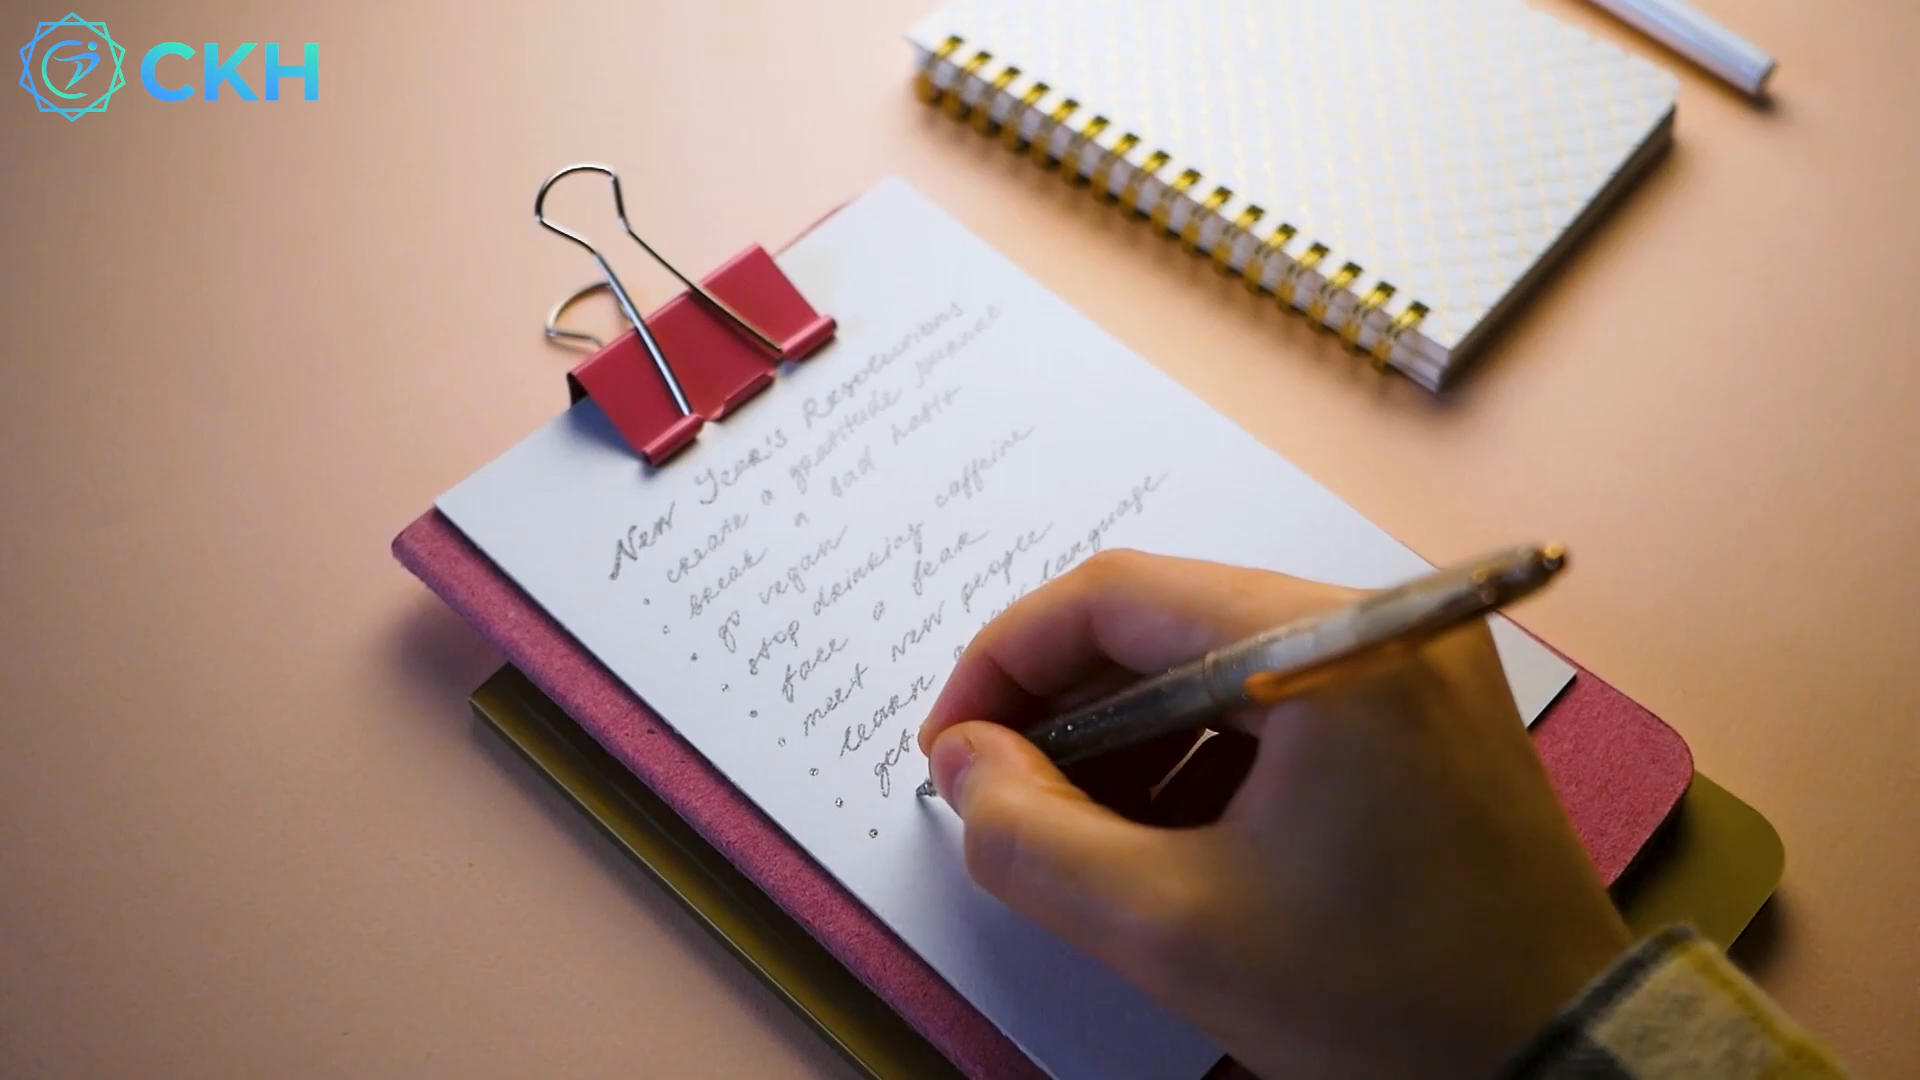 CKH
New Year's Resolutions
• create a gratitude journal
• break a bad habit
• go vegan
• stop drinking caffeine
• face a fear
• meet new people
• learn a new language
• get